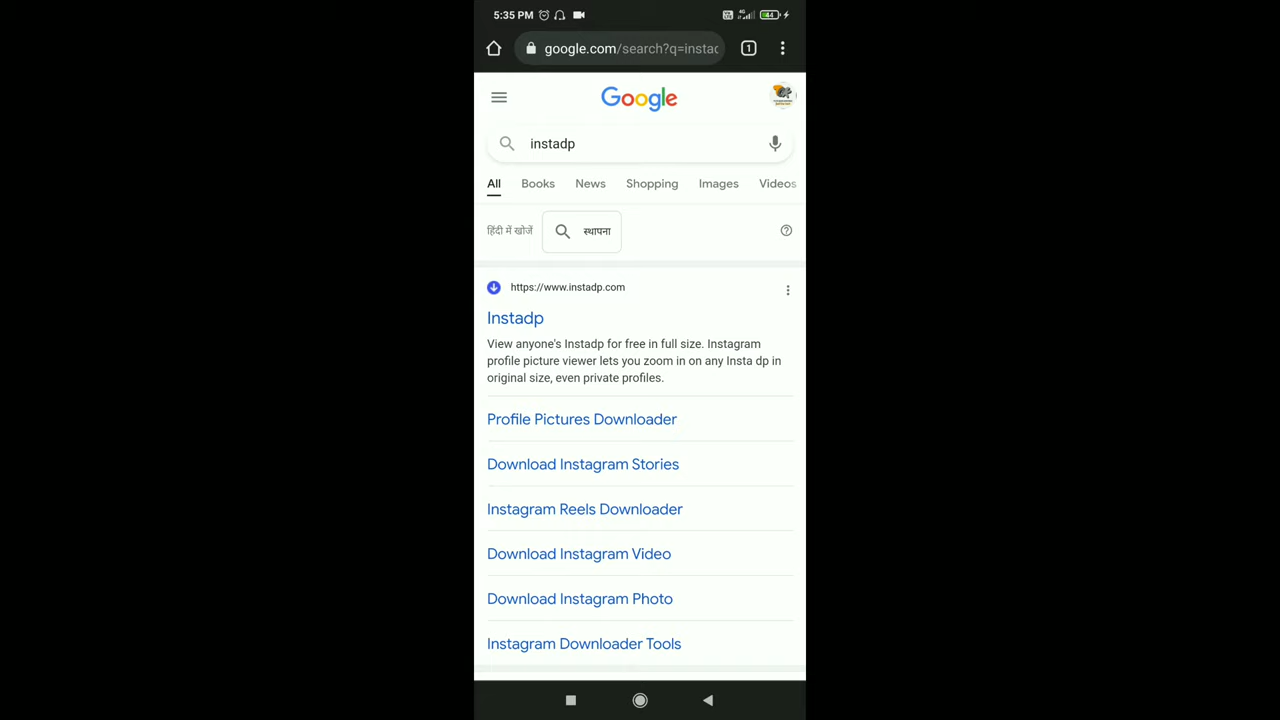 5:35 PM
4G
44
google.com/search?q=instac
1
Google
instadp
All Books News Shopping Images Videos
हिंदी में खोजें स्थापना
https://www.instadp.com
Instadp
View anyone's Instadp for free in full size. Instagram
profile picture viewer lets you zoom in on any Insta dp in
original size, even private profiles.
Profile Pictures Downloader
Download Instagram Stories
Instagram Reels Downloader
Download Instagram Video
Download Instagram Photo
Instagram Downloader Tools